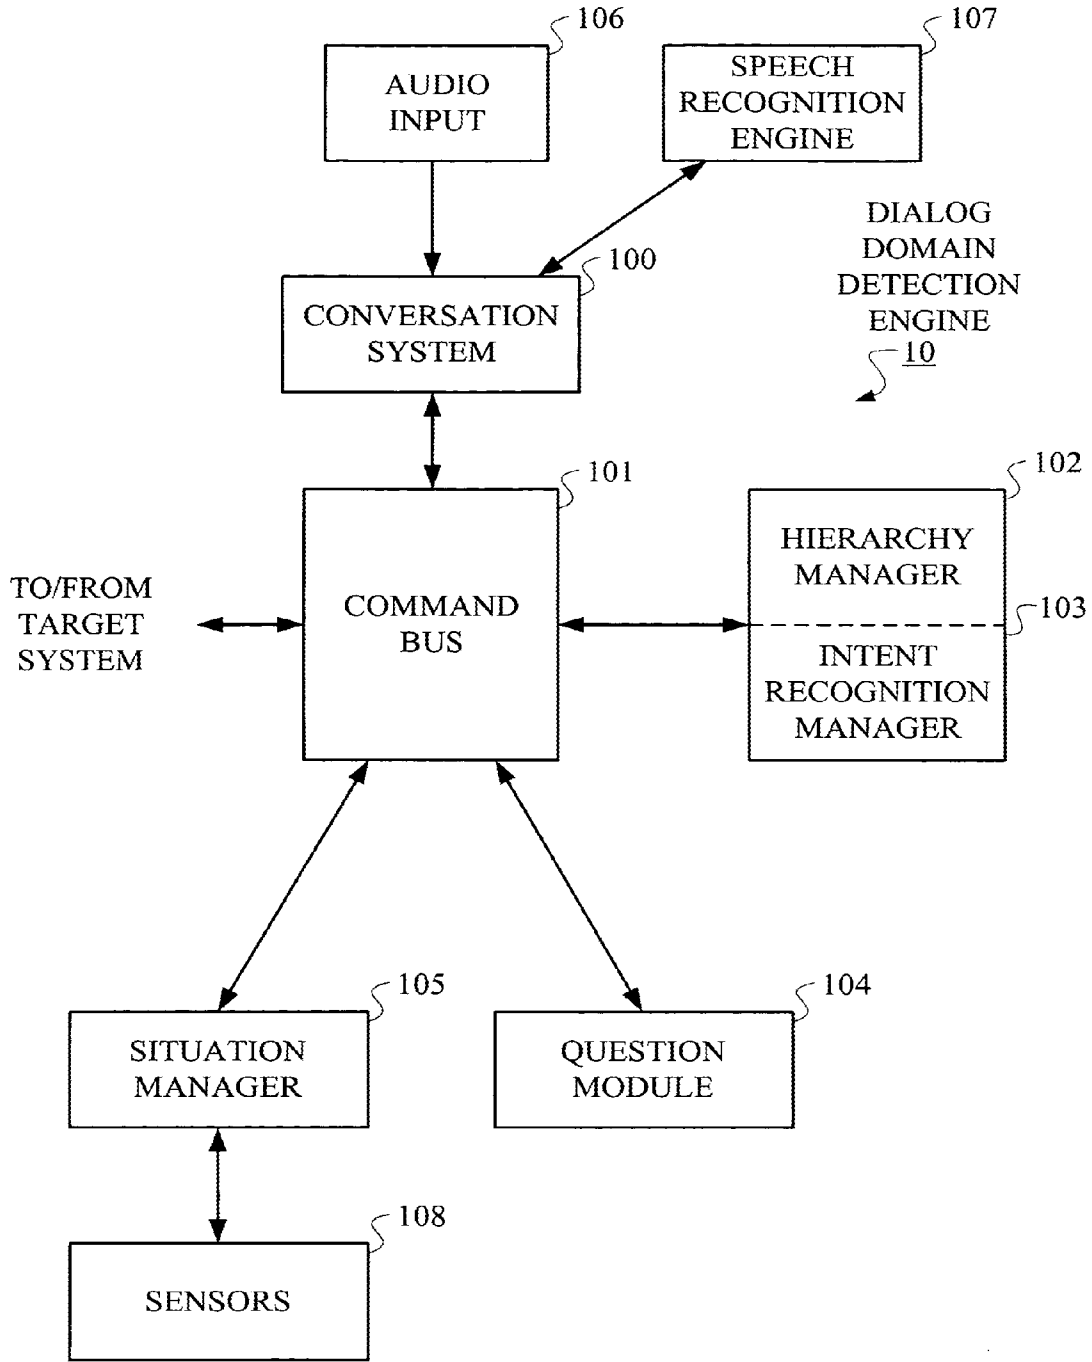 106
AUDIO
INPUT
107
SPEECH
RECOGNITION
ENGINE
DIALOG
DOMAIN
DETECTION
ENGINE
10
100
CONVERSATION
SYSTEM
101
COMMAND
BUS
TO/FROM
TARGET
SYSTEM
102
HIERARCHY
MANAGER
103
INTENT
RECOGNITION
MANAGER
105
SITUATION
MANAGER
104
QUESTION
MODULE
108
SENSORS